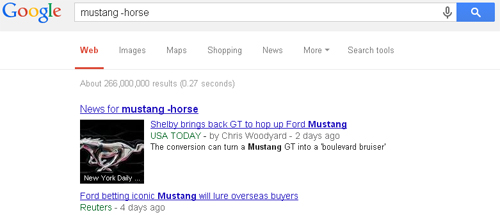 Google mustang -horse
Web Images Maps Shopping News More Search tools
About 266,000,000 results (0.27 seconds)
News for mustang -horse
Shelby brings back GT to hop up Ford Mustang
USA TODAY - by Chris Woodyard - 2 days ago
The conversion can turn a Mustang GT into a 'boulevard bruiser'
New York Daily ...
Ford betting iconic Mustang will lure overseas buyers
Reuters - 4 days ago